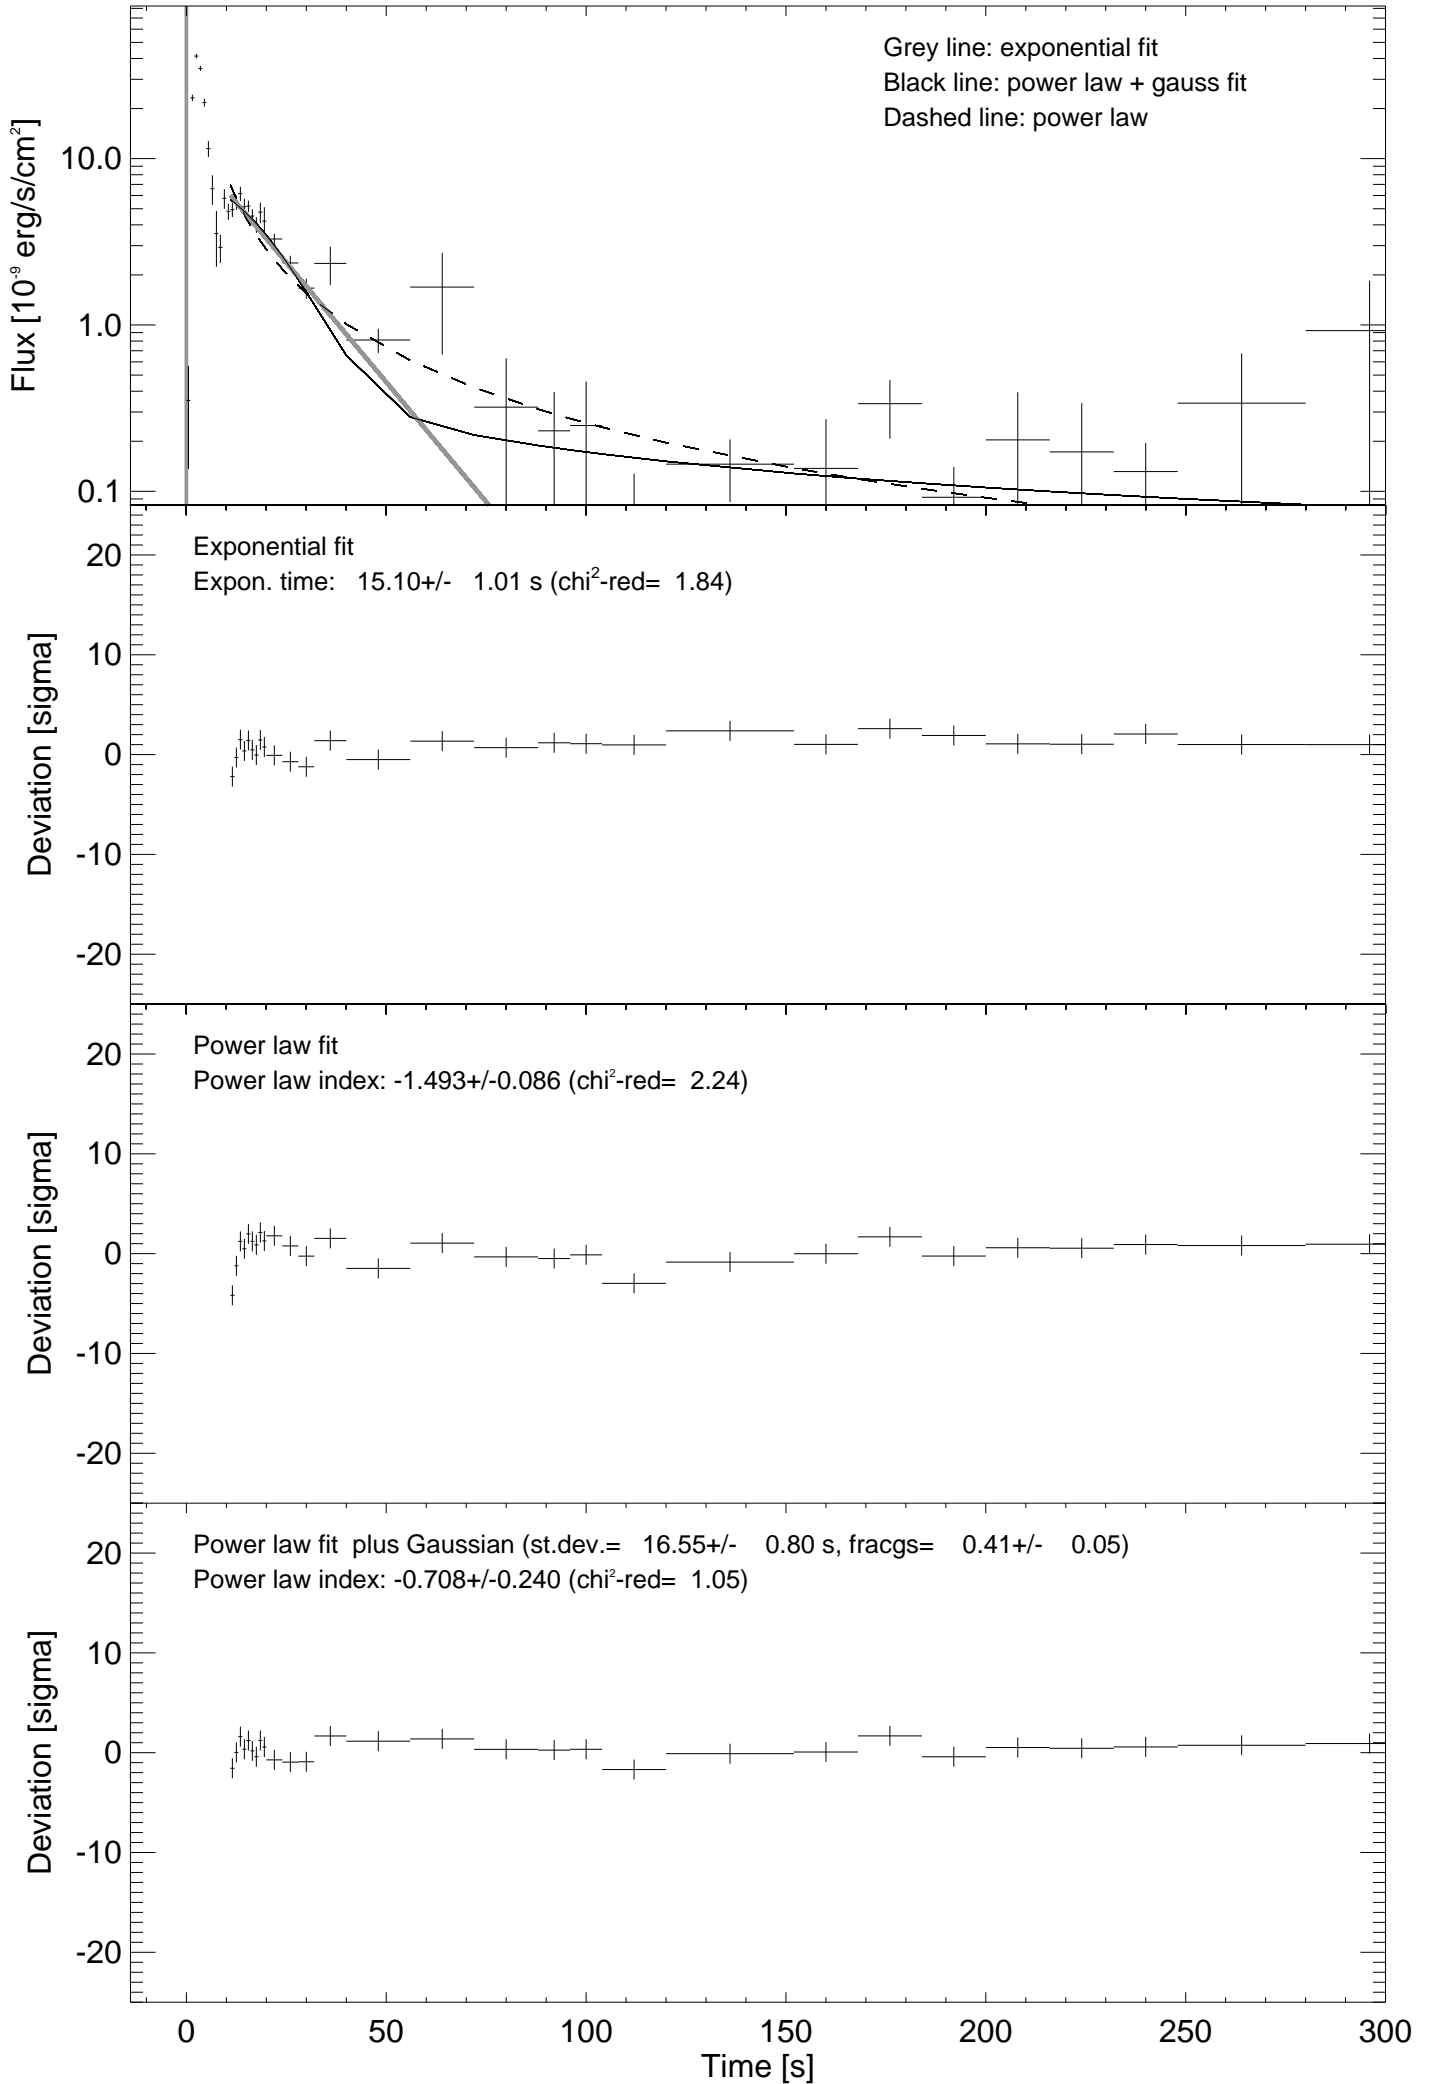 Grey line: exponential fit
Black line: power law + gauss fit
Dashed line: power law
Flux [10⁻⁹ erg/s/cm²]
10.0
1.0
0.1
Exponential fit
Expon. time: 15.10+/- 1.01 s (chi²-red= 1.84)
Deviation [sigma]
20
10
0
-10
-20
Power law fit
Power law index: -1.493+/-0.086 (chi²-red= 2.24)
Deviation [sigma]
20
10
0
-10
-20
Power law fit plus Gaussian (st.dev.= 16.55+/- 0.80 s, fracgs= 0.41+/- 0.05)
Power law index: -0.708+/-0.240 (chi²-red= 1.05)
Deviation [sigma]
20
10
0
-10
-20
0 50 100 150 200 250 300
Time [s]